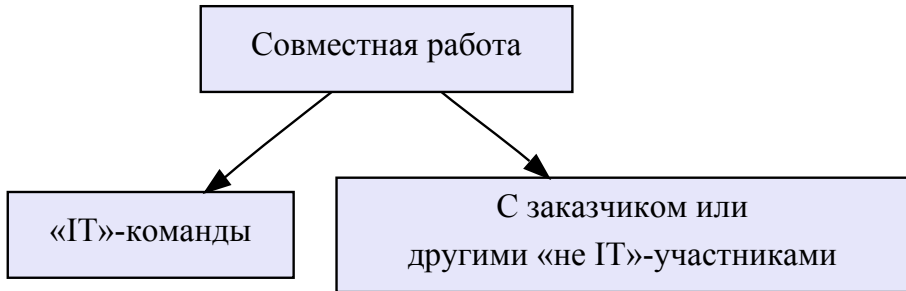 Совместная работа
«IT»-команды
С заказчиком или
другими «не IT»-участниками